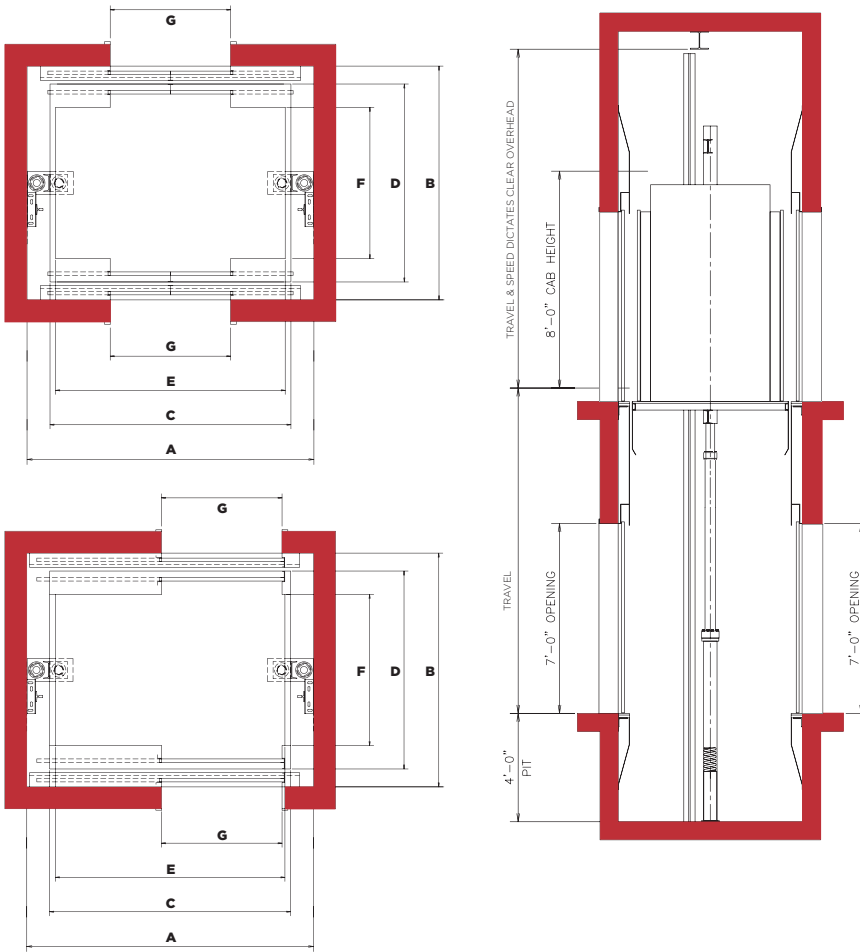 G
F
D
B
G
E
C
A
G
F
D
B
G
E
C
A
TRAVEL & SPEED DICTATES CLEAR OVERHEAD
8'-0" CAB HEIGHT
TRAVEL
7'-0" OPENING
7'-0" OPENING
4'-0"
PIT